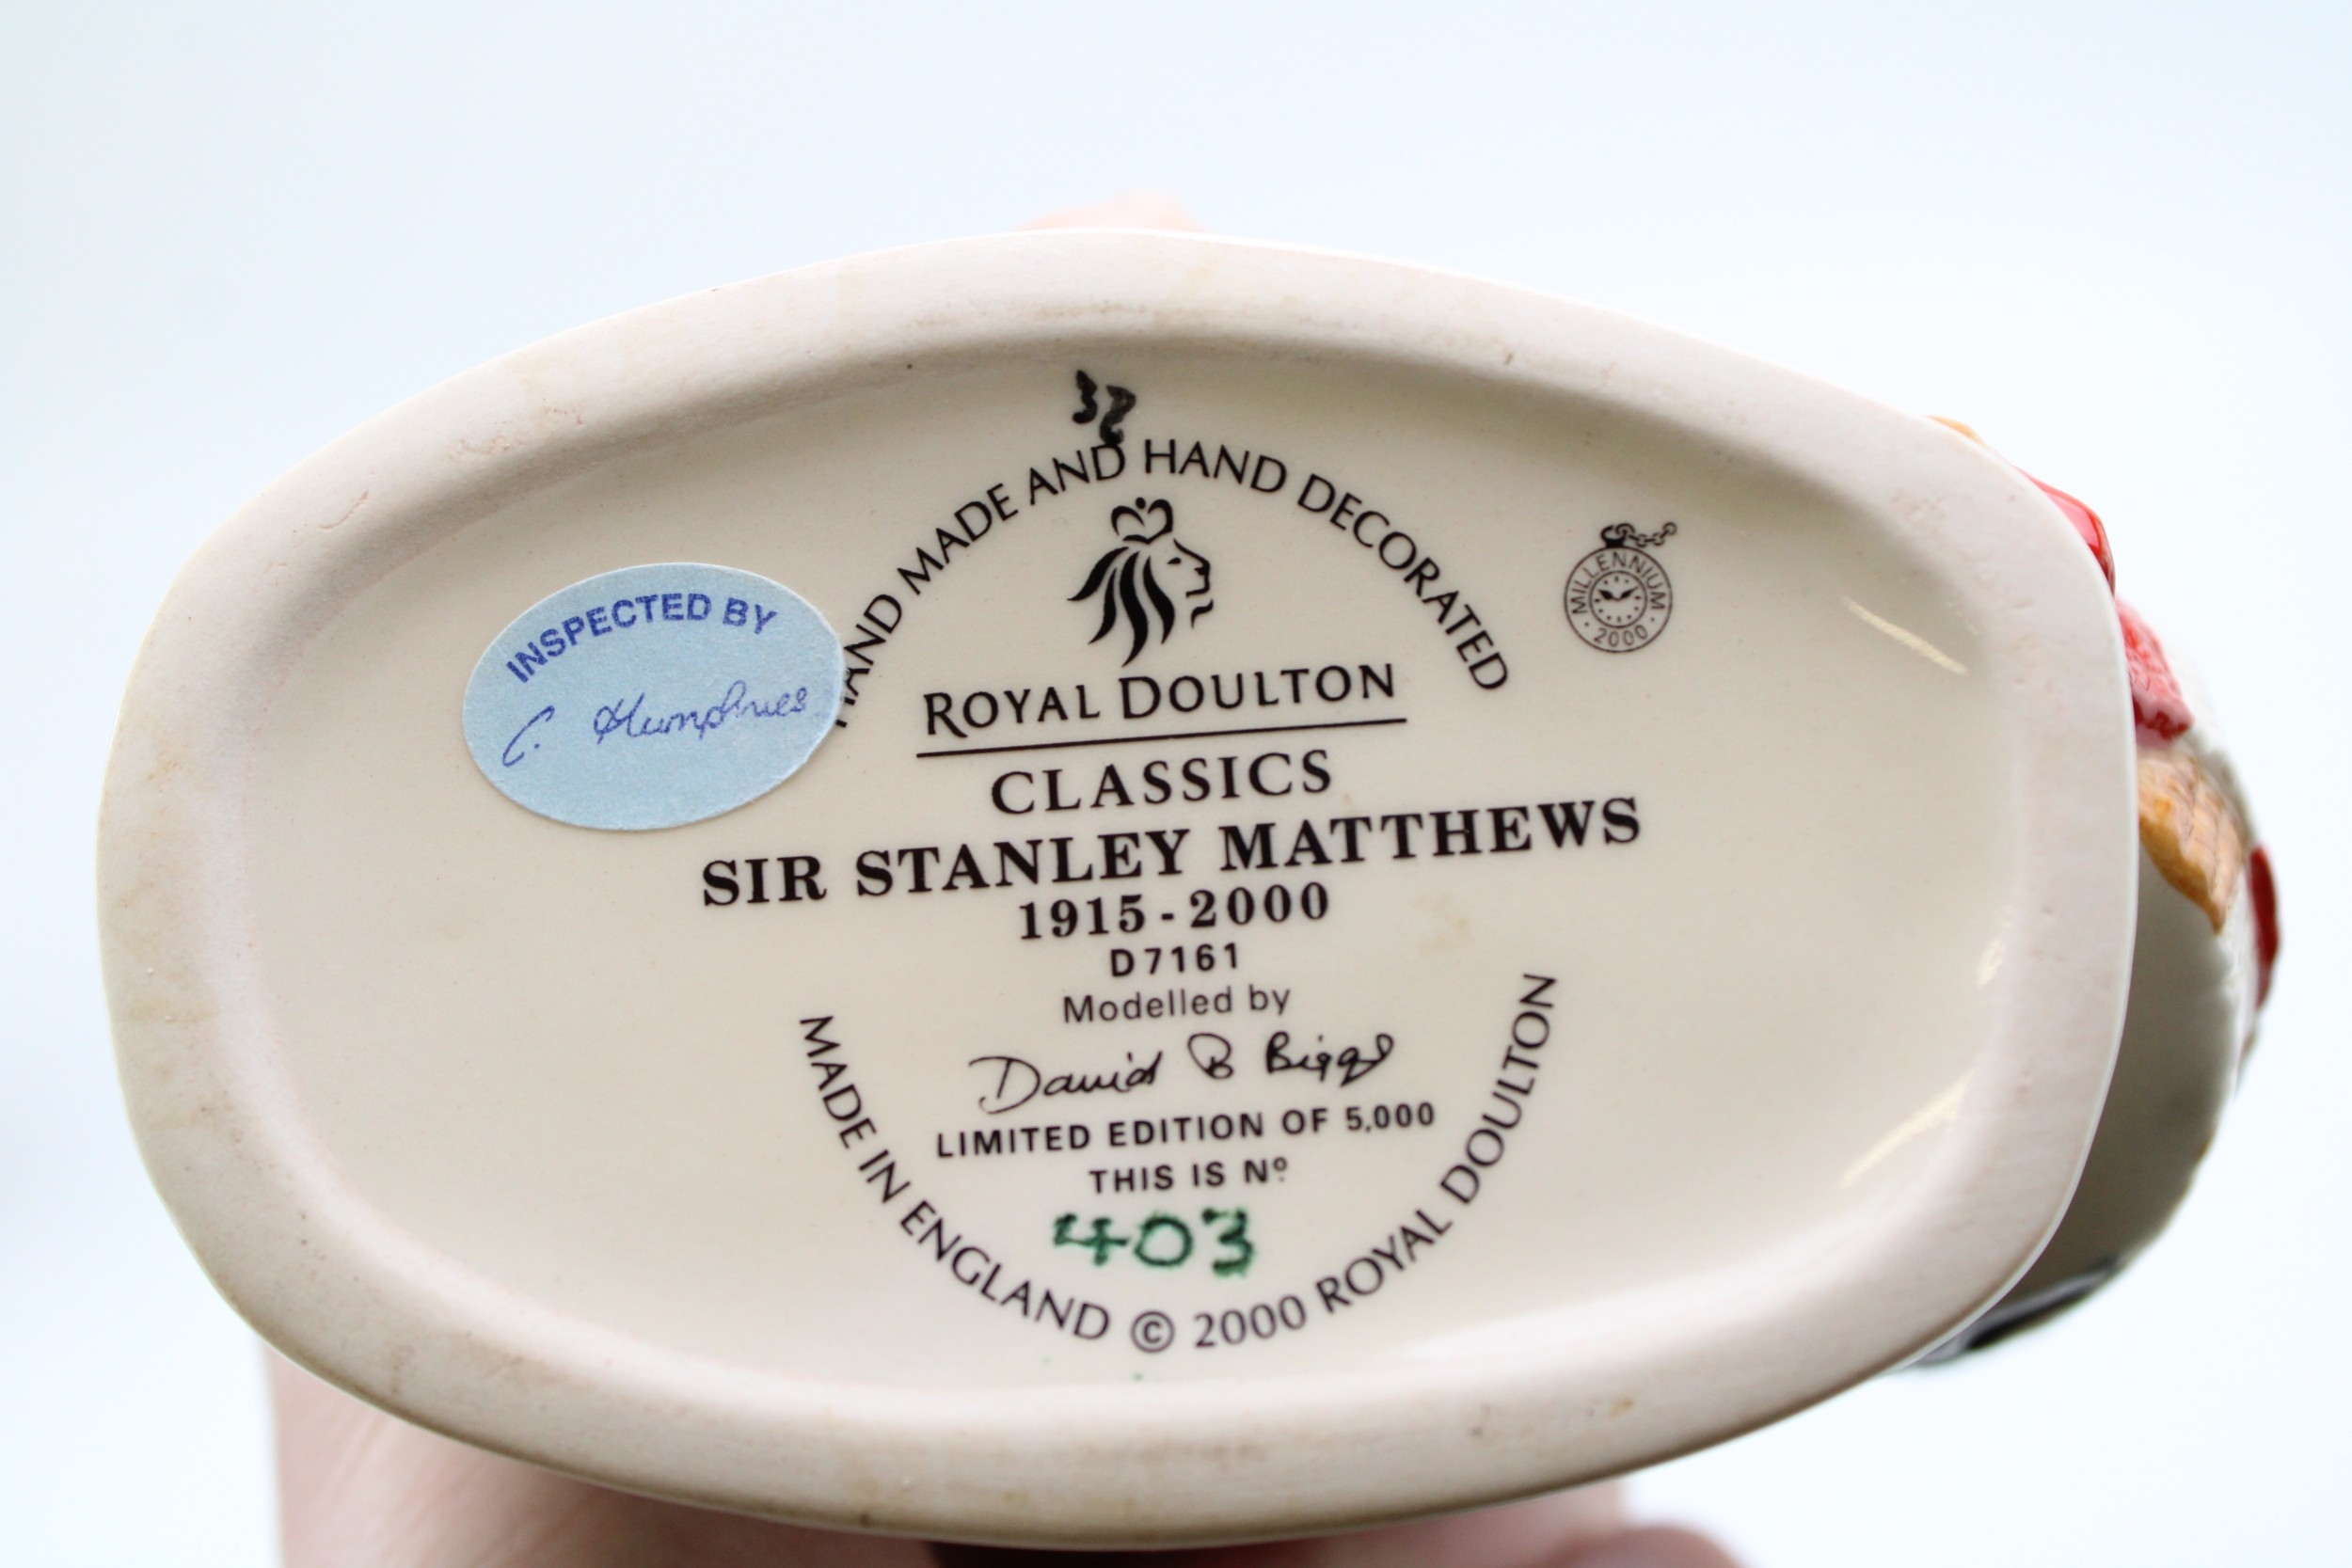 32
HAND MADE AND HAND DECORATED
MILLENNIUM
· 2000 ·
INSPECTED BY
C. Humphries
ROYAL DOULTON
CLASSICS
SIR STANLEY MATTHEWS
1915-2000
D7161
Modelled by
David B Biggs
LIMITED EDITION OF 5,000
THIS IS Nº
403
MADE IN ENGLAND © 2000 ROYAL DOULTON